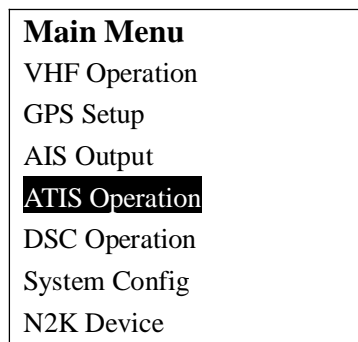 Main Menu
VHF Operation
GPS Setup
AIS Output
ATIS Operation
DSC Operation
System Config
N2K Device